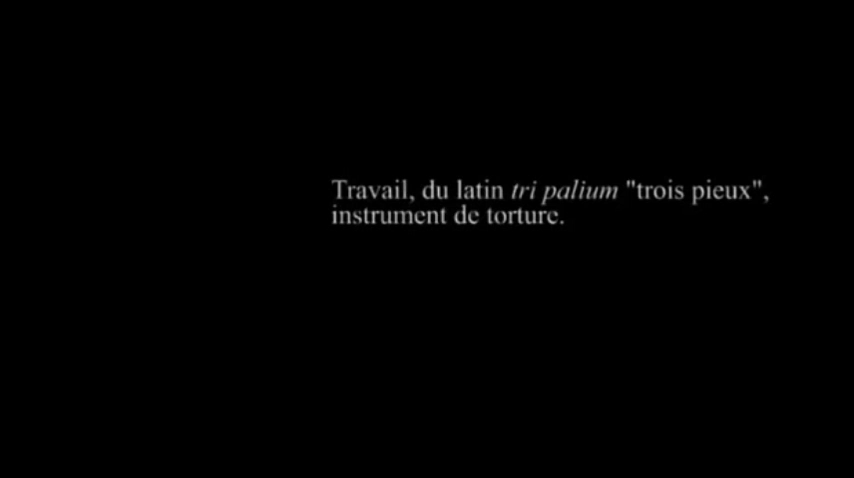 Travail, du latin tri palium "trois pieux",
instrument de torture.